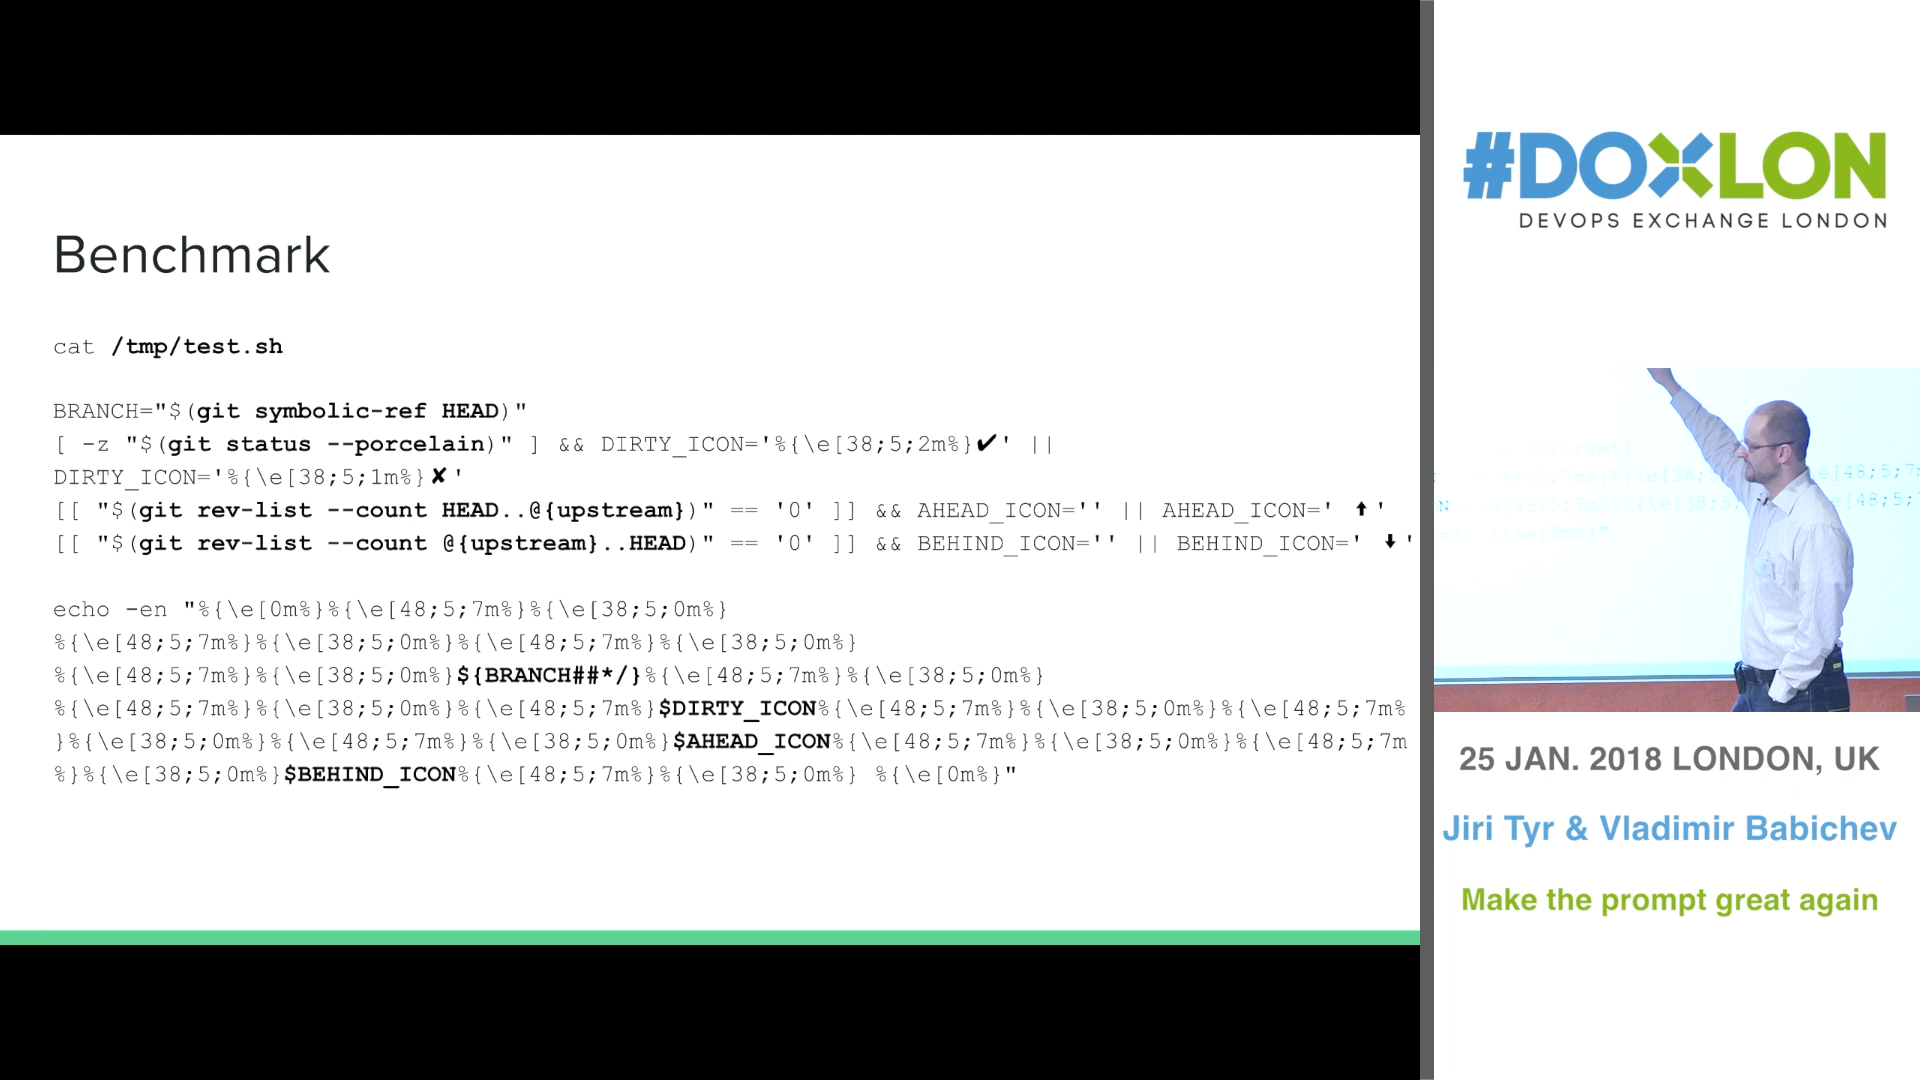 Benchmark
cat /tmp/test.sh
BRANCH="$(git symbolic-ref HEAD)"
[ -z "$(git status --porcelain)" ] && DIRTY_ICON='%{\e[38;5;2m%}✔' ||
DIRTY_ICON='%{\e[38;5;1m%}✘'
[[ "$(git rev-list --count HEAD..@{upstream})" == '0' ]] && AHEAD_ICON='' || AHEAD_ICON=' ⬆'
[[ "$(git rev-list --count @{upstream}..HEAD)" == '0' ]] && BEHIND_ICON='' || BEHIND_ICON=' ⬇'
echo -en "%{\e[0m%}%{\e[48;5;7m%}%{\e[38;5;0m%}
%{\e[48;5;7m%}%{\e[38;5;0m%}%{\e[48;5;7m%}%{\e[38;5;0m%}
%{\e[48;5;7m%}%{\e[38;5;0m%}${BRANCH##*/}%{\e[48;5;7m%}%{\e[38;5;0m%}
%{\e[48;5;7m%}%{\e[38;5;0m%}%{\e[48;5;7m%}$DIRTY_ICON%{\e[48;5;7m%}%{\e[38;5;0m%}%{\e[48;5;7m%
}%{\e[38;5;0m%}%{\e[48;5;7m%}%{\e[38;5;0m%}$AHEAD_ICON%{\e[48;5;7m%}%{\e[38;5;0m%}%{\e[48;5;7m
%}%{\e[38;5;0m%}$BEHIND_ICON%{\e[48;5;7m%}%{\e[38;5;0m%} %{\e[0m%}"
#DOXLON
DEVOPS EXCHANGE LONDON
25 JAN. 2018 LONDON, UK
Jiri Tyr & Vladimir Babichev
Make the prompt great again